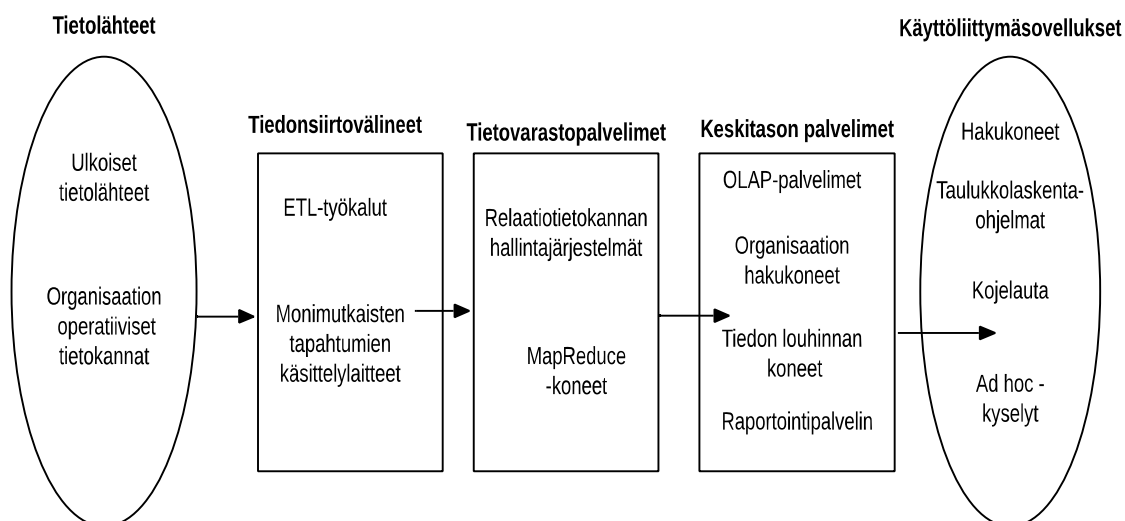 Tietolähteet
Ulkoiset
tietolähteet
Organisaation
operatiiviset
tietokannat
Tiedonsiirtovälineet
ETL-työkalut
Monimutkaisten
tapahtumien
käsittelylaitteet
Tietovarastopalvelimet
Relaatiotietokannan
hallintajärjestelmät
MapReduce
-koneet
Keskitason palvelimet
OLAP-palvelimet
Organisaation
hakukoneet
Tiedon louhinnan
koneet
Raportointipalvelin
Käyttöliittymäsovellukset
Hakukoneet
Taulukkolaskenta-
ohjelmat
Kojelauta
Ad hoc -
kyselyt